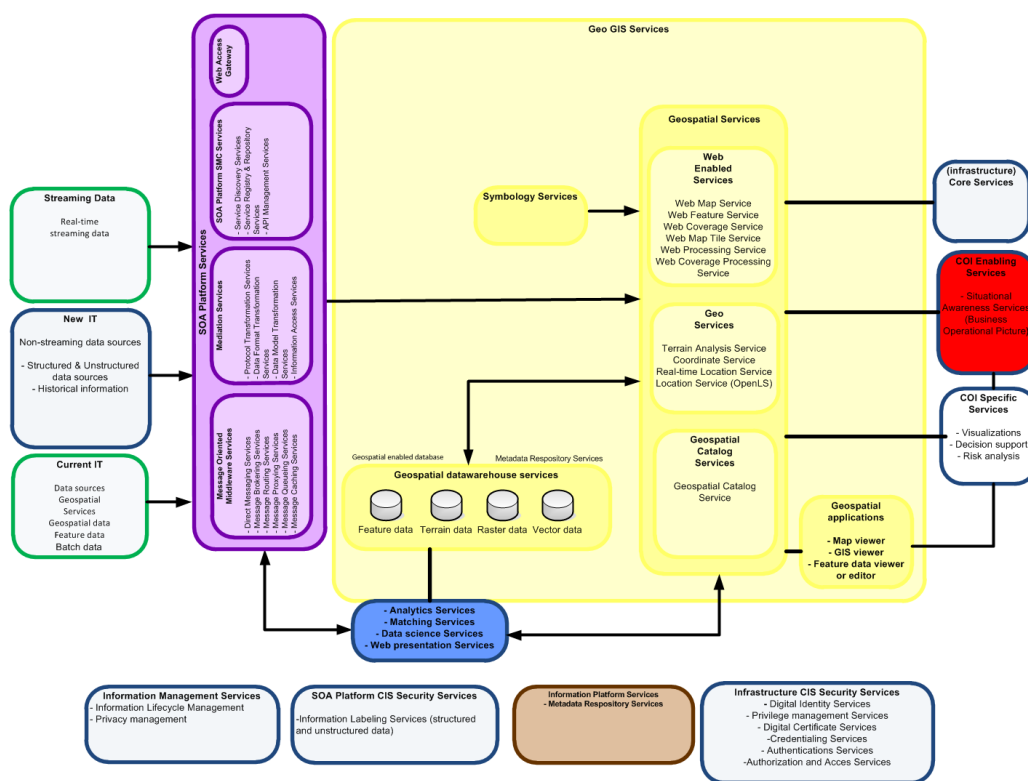 Geo GIS Services
Web Access
Gateway
SOA Platform Services
SOA Platform SMC Services
- Service Discovery Services
- Service Registry & Repository
Services
- API Management Services
Mediation Services
- Protocol Transformation Services
- Data Format Transformation
Services
- Data Model Transformation
Services
- Information Access Services
Message Oriented
Middleware Services
- Direct Messaging Services
- Message Brokering Services
- Message Routing Services
- Message Proxying Services
- Message Queueing Services
- Message Caching Services
Streaming Data
Real-time
streaming data
New IT
Non-streaming data sources
- Structured & Unstructured
data sources
- Historical information
Current IT
Data sources
Geospatial
Services
Geospatial data
Feature data
Batch data
Symbology Services
Geospatial Services
Web
Enabled
Services
Web Map Service
Web Feature Service
Web Coverage Service
Web Map Tile Service
Web Processing Service
Web Coverage Processing
Service
Geo
Services
Terrain Analysis Service
Coordinate Service
Real-time Location Service
Location Service (OpenLS)
Geospatial
Catalog
Services
Geospatial Catalog
Service
Geospatial enabled database
Metadata Respository Services
Geospatial datawarehouse services
Feature data
Terrain data
Raster data
Vector data
(infrastructure)
Core Services
COI Enabling
Services
- Situational
Awareness Services
(Business
Operational Picture)
COI Specific
Services
- Visualizations
- Decision support
- Risk analysis
Geospatial
applications
- Map viewer
- GIS viewer
- Feature data viewer
or editor
- Analytics Services
- Matching Services
- Data science Services
- Web presentation Services
Information Management Services
- Information Lifecycle Management
- Privacy management
SOA Platform CIS Security Services
-Information Labeling Services (structured
and unstructured data)
Information Platform Services
- Metadata Respository Services
Infrastructure CIS Security Services
- Digital Identity Services
- Privilege management Services
- Digital Certificate Services
-Credentialing Services
- Authentications Services
-Authorization and Acces Services